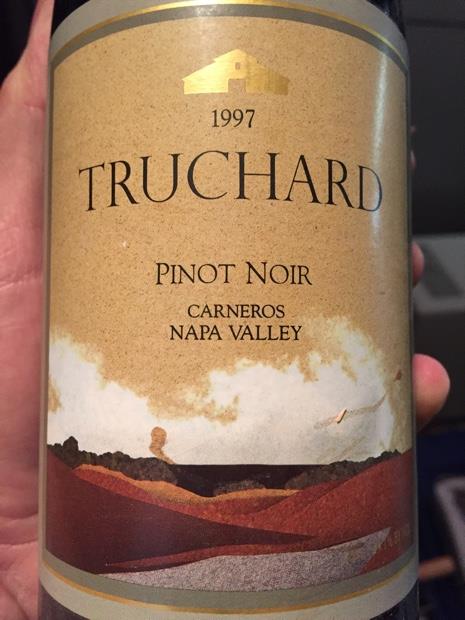 1997
TRUCHARD
PINOT NOIR
CARNEROS
NAPA VALLEY